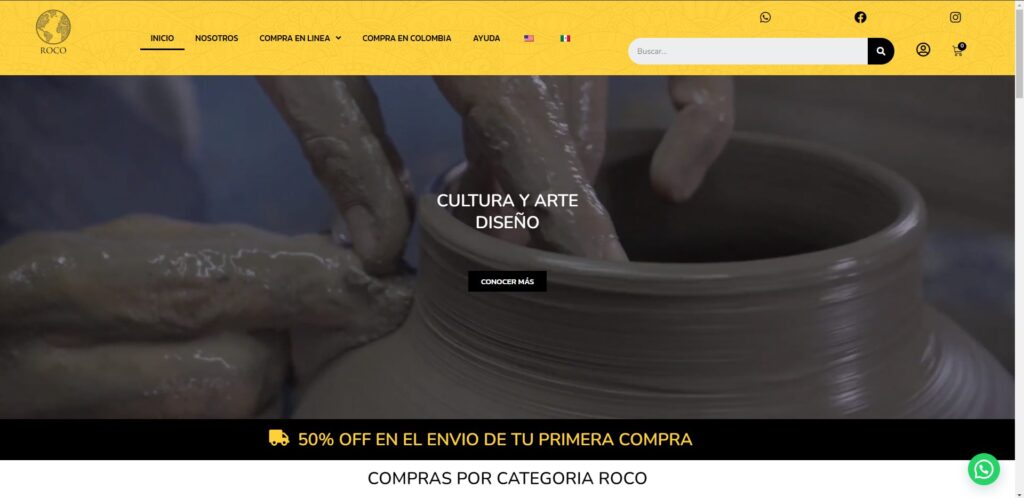 ROCO
INICIO
NOSOTROS
COMPRA EN LINEA
COMPRA EN COLOMBIA
AYUDA
Buscar...
0
CULTURA Y ARTE
DISEÑO
CONOCER MÁS
50% OFF EN EL ENVIO DE TU PRIMERA COMPRA
COMPRAS POR CATEGORIA ROCO